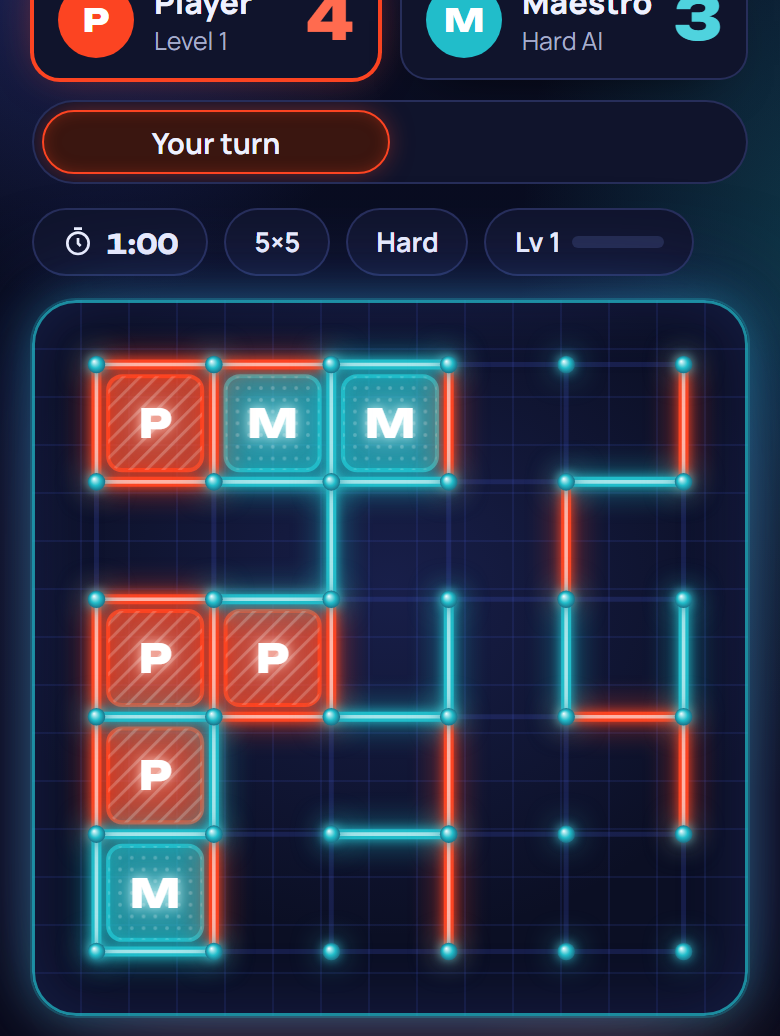 P Player 4
Level 1
M Maestro 3
Hard AI
Your turn
1:00 5×5 Hard Lv 1
P M M
P P
P
M